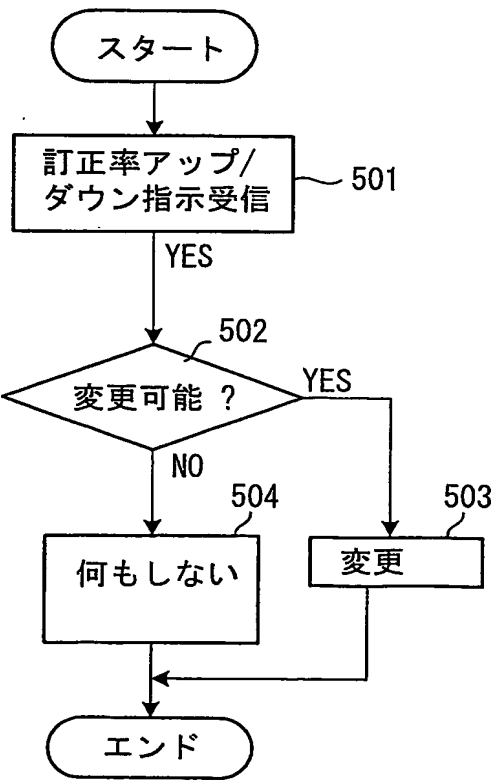 スタート
訂正率アップ/
ダウン指示受信
501
YES
502
変更可能 ?
YES
NO
504
503
何もしない
変更
エンド